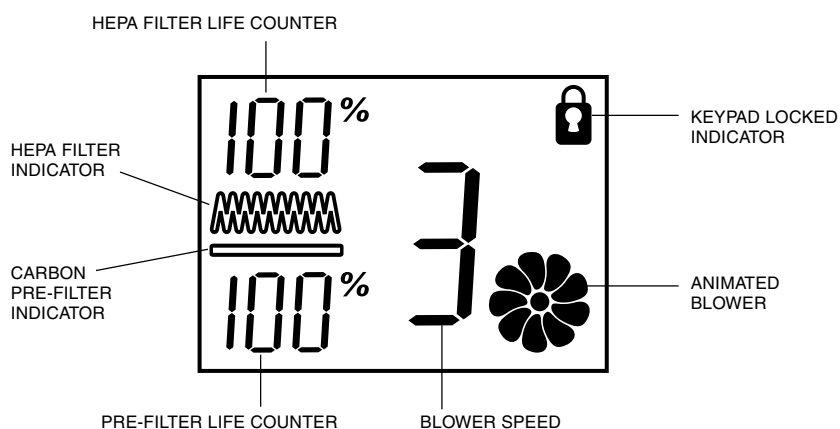 HEPA FILTER LIFE COUNTER
100%
KEYPAD LOCKED
INDICATOR
HEPA FILTER
INDICATOR
3
CARBON
PRE-FILTER
INDICATOR
100%
ANIMATED
BLOWER
PRE-FILTER LIFE COUNTER
BLOWER SPEED